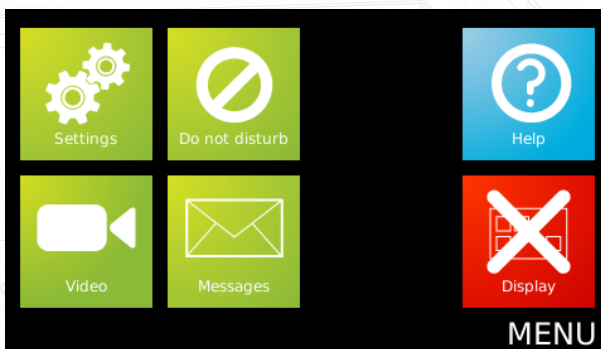 Settings
Do not disturb
Help
Video
Messages
Display
MENU